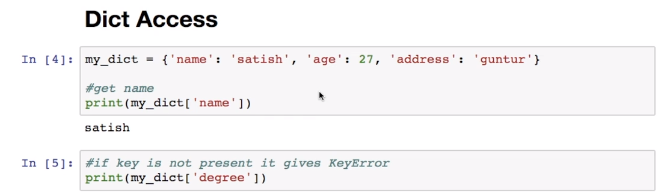 Dict Access
In [4]: my_dict = {'name': 'satish', 'age': 27, 'address': 'guntur'}
#get name
print(my_dict['name'])
satish
In [5]: #if key is not present it gives KeyError
print(my_dict['degree'])